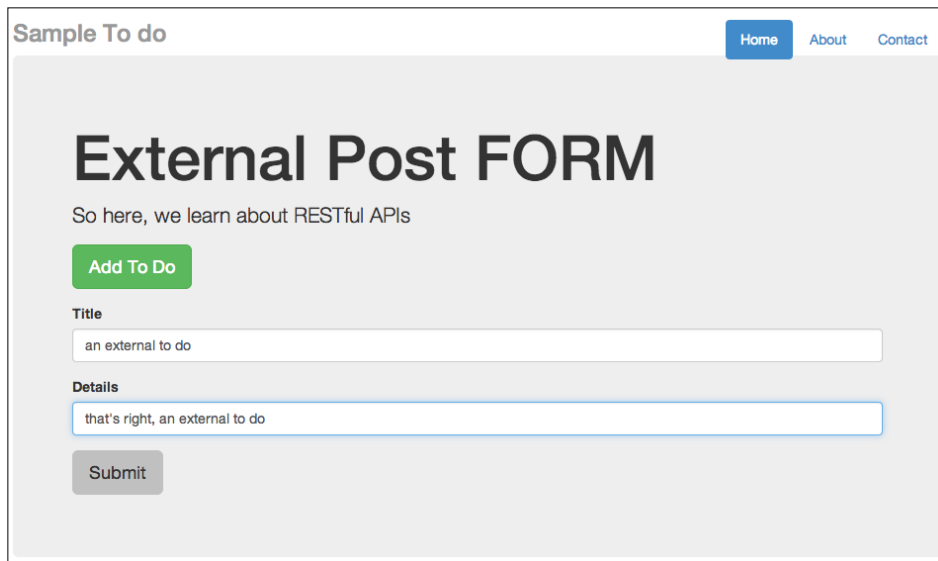 Sample To do
Home About Contact
External Post FORM
So here, we learn about RESTful APIs
Add To Do
Title
an external to do
Details
that's right, an external to do
Submit